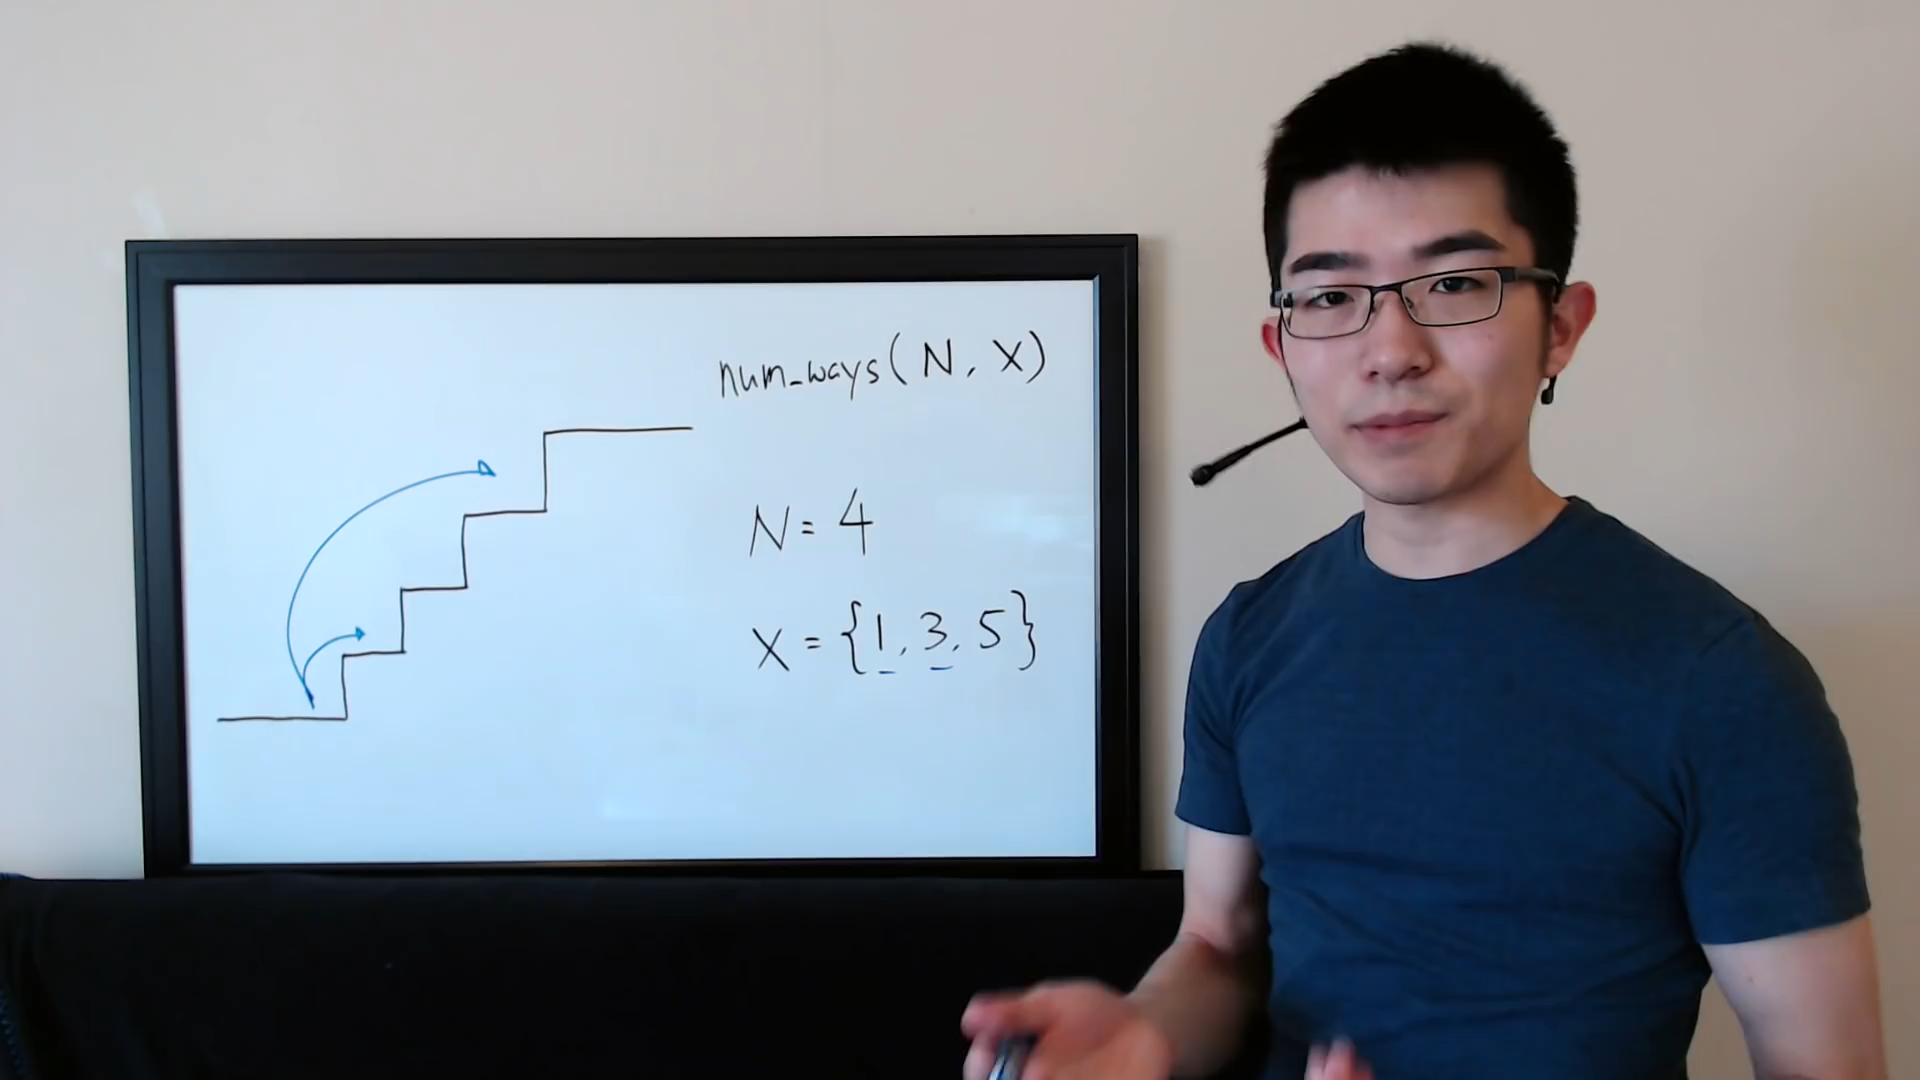 num_ways(N, X)
N = 4
X = {1, 3, 5}